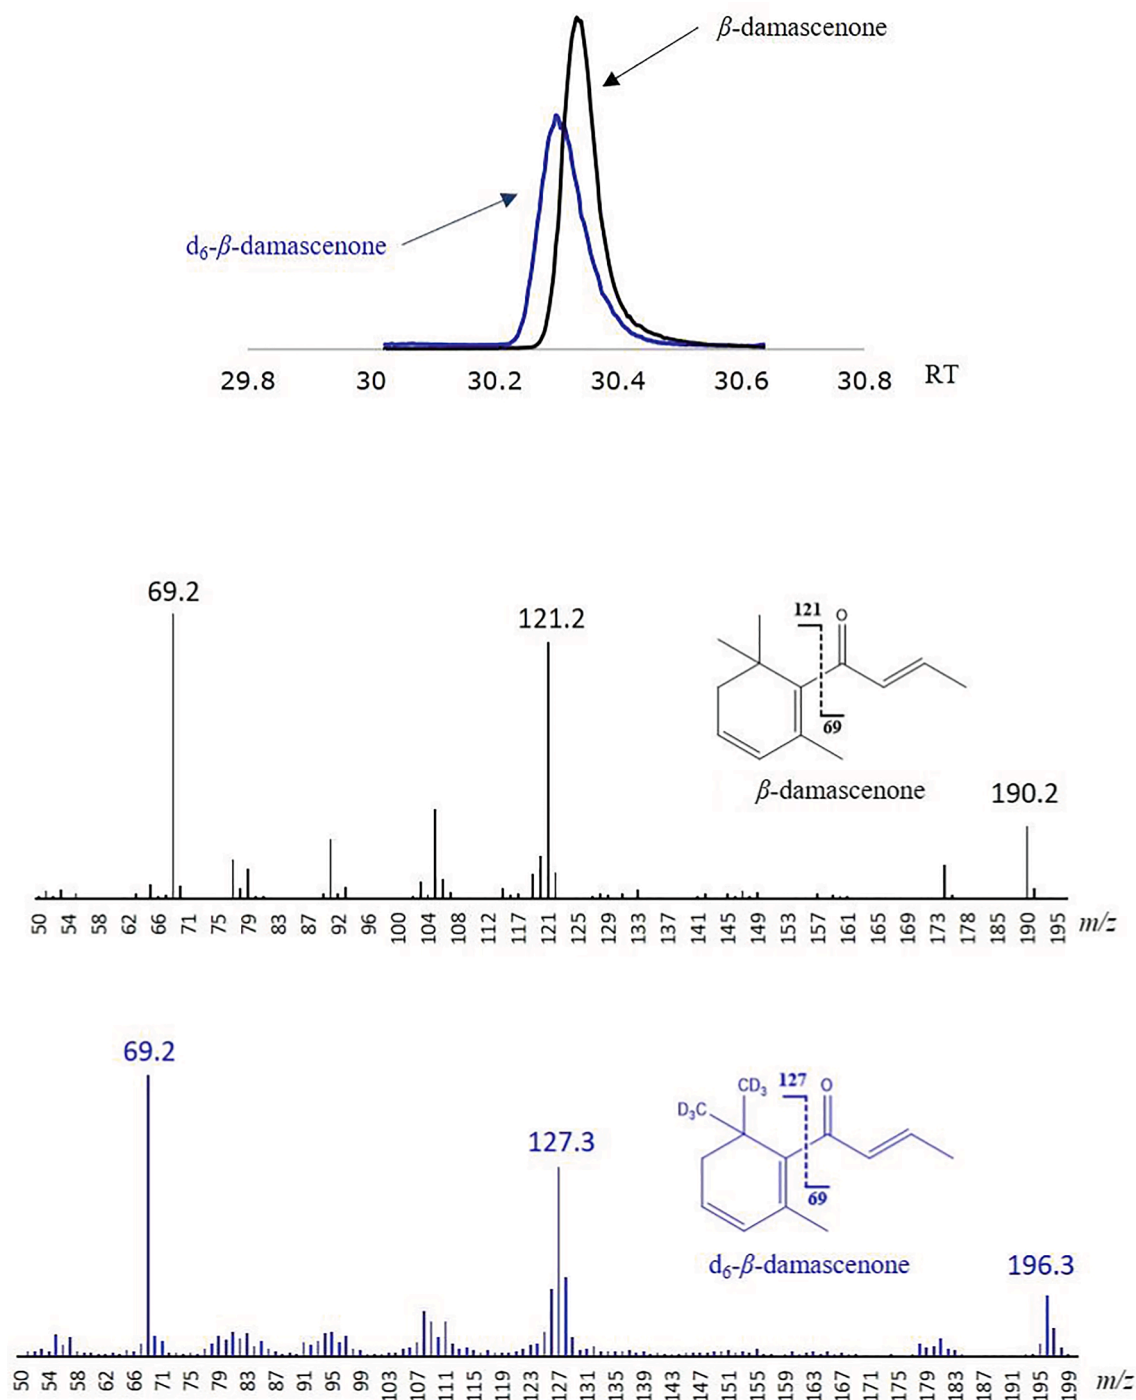 β-damascenone
d6-β-damascenone
29.8 30 30.2 30.4 30.6 30.8 RT
69.2
121.2
121
O
69
β-damascenone
190.2
50 54 58 62 66 71 75 79 83 87 92 96 100 104 108 112 117 121 125 129 133 137 141 145 149 153 157 161 165 169 173 178 185 190 195 m/z
69.2
CD3 127 O
D3C
127.3
69
d6-β-damascenone
196.3
50 54 58 62 66 71 75 79 83 87 91 95 99 103 107 111 115 119 123 127 131 135 139 143 147 151 155 159 163 167 171 175 179 183 187 191 195 199 m/z